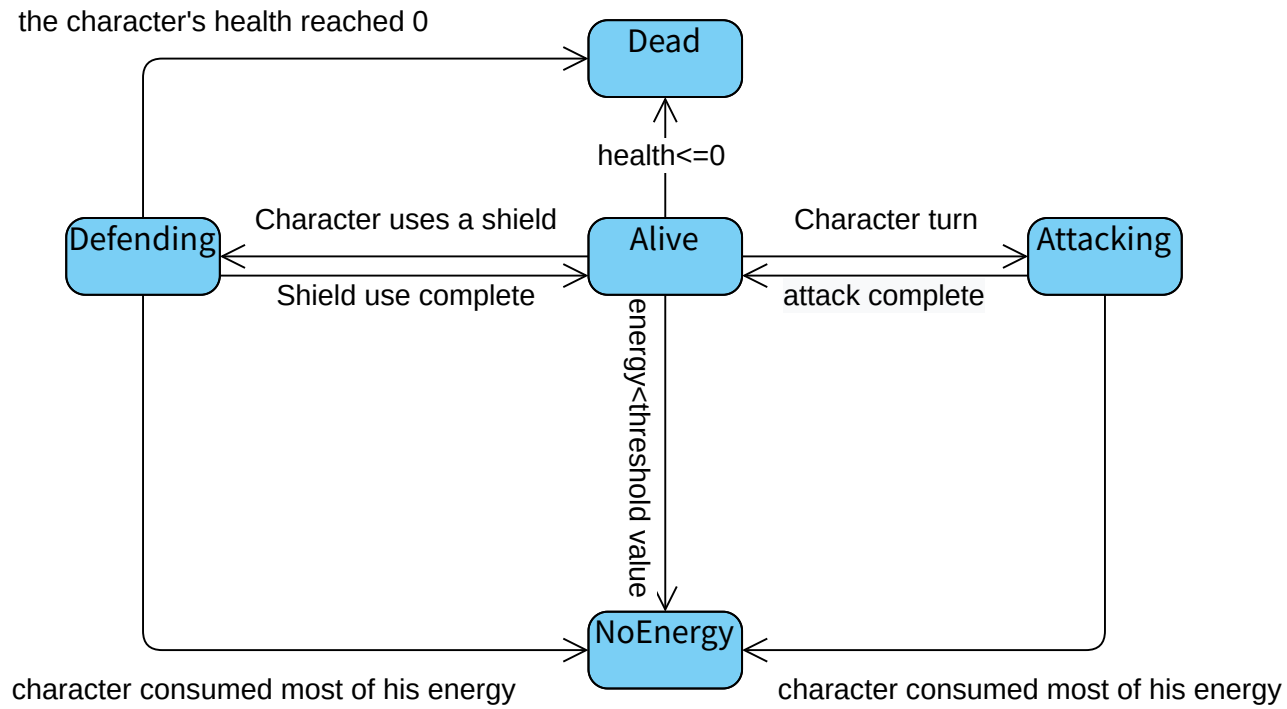 the character's health reached 0
Dead
health<=0
Character uses a shield
Character turn
Defending
Alive
Attacking
Shield use complete
attack complete
energy<threshold value
NoEnergy
character consumed most of his energy
character consumed most of his energy